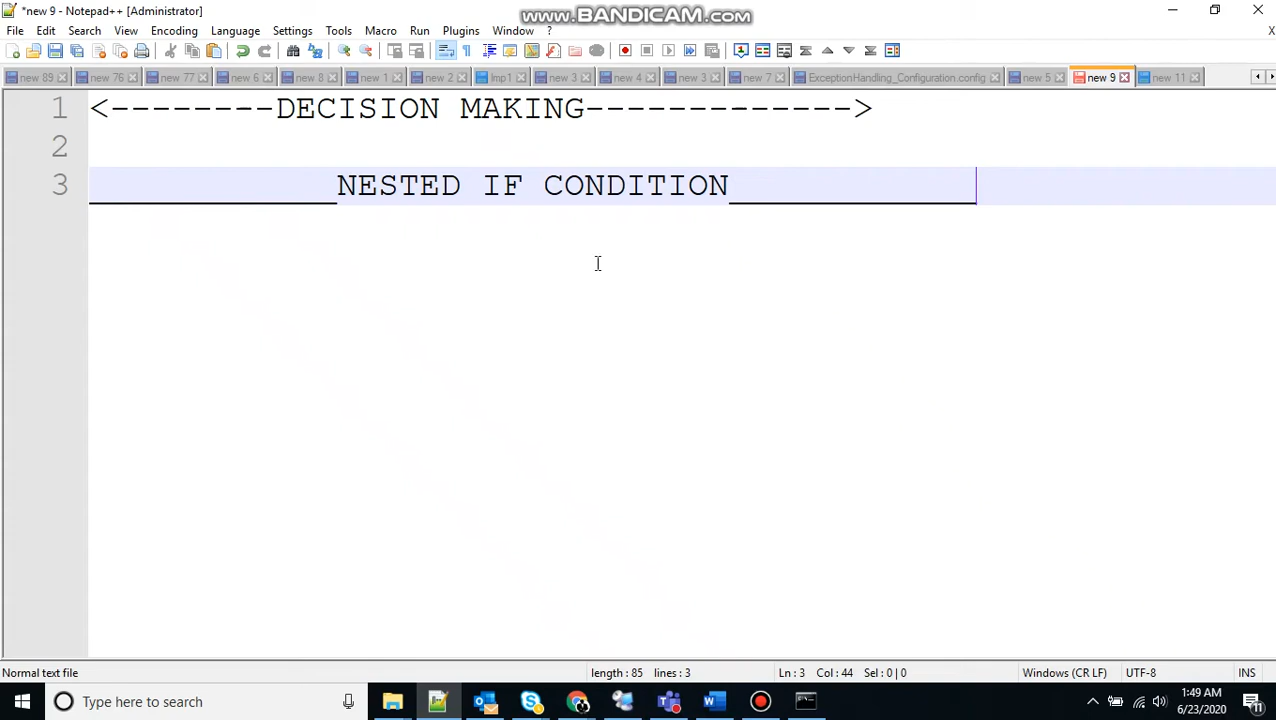 *new 9 - Notepad++ [Administrator]
www.BANDICAM.com
File Edit Search View Encoding Language Settings Tools Macro Run Plugins Window ? X
new 89 new 76 new 77 new 6 new 8 new 1 new 2 Imp1 new 3 new 4 new 3 new 7 ExceptionHandling_Configuration.config new 5 new 9 new 11
1 <--------DECISION MAKING------------->
2
3 ____________NESTED IF CONDITION____________
Normal text file length : 85 lines : 3 Ln : 3 Col : 44 Sel : 0 | 0 Windows (CR LF) UTF-8 INS
Type here to search
1:49 AM
6/23/2020
11